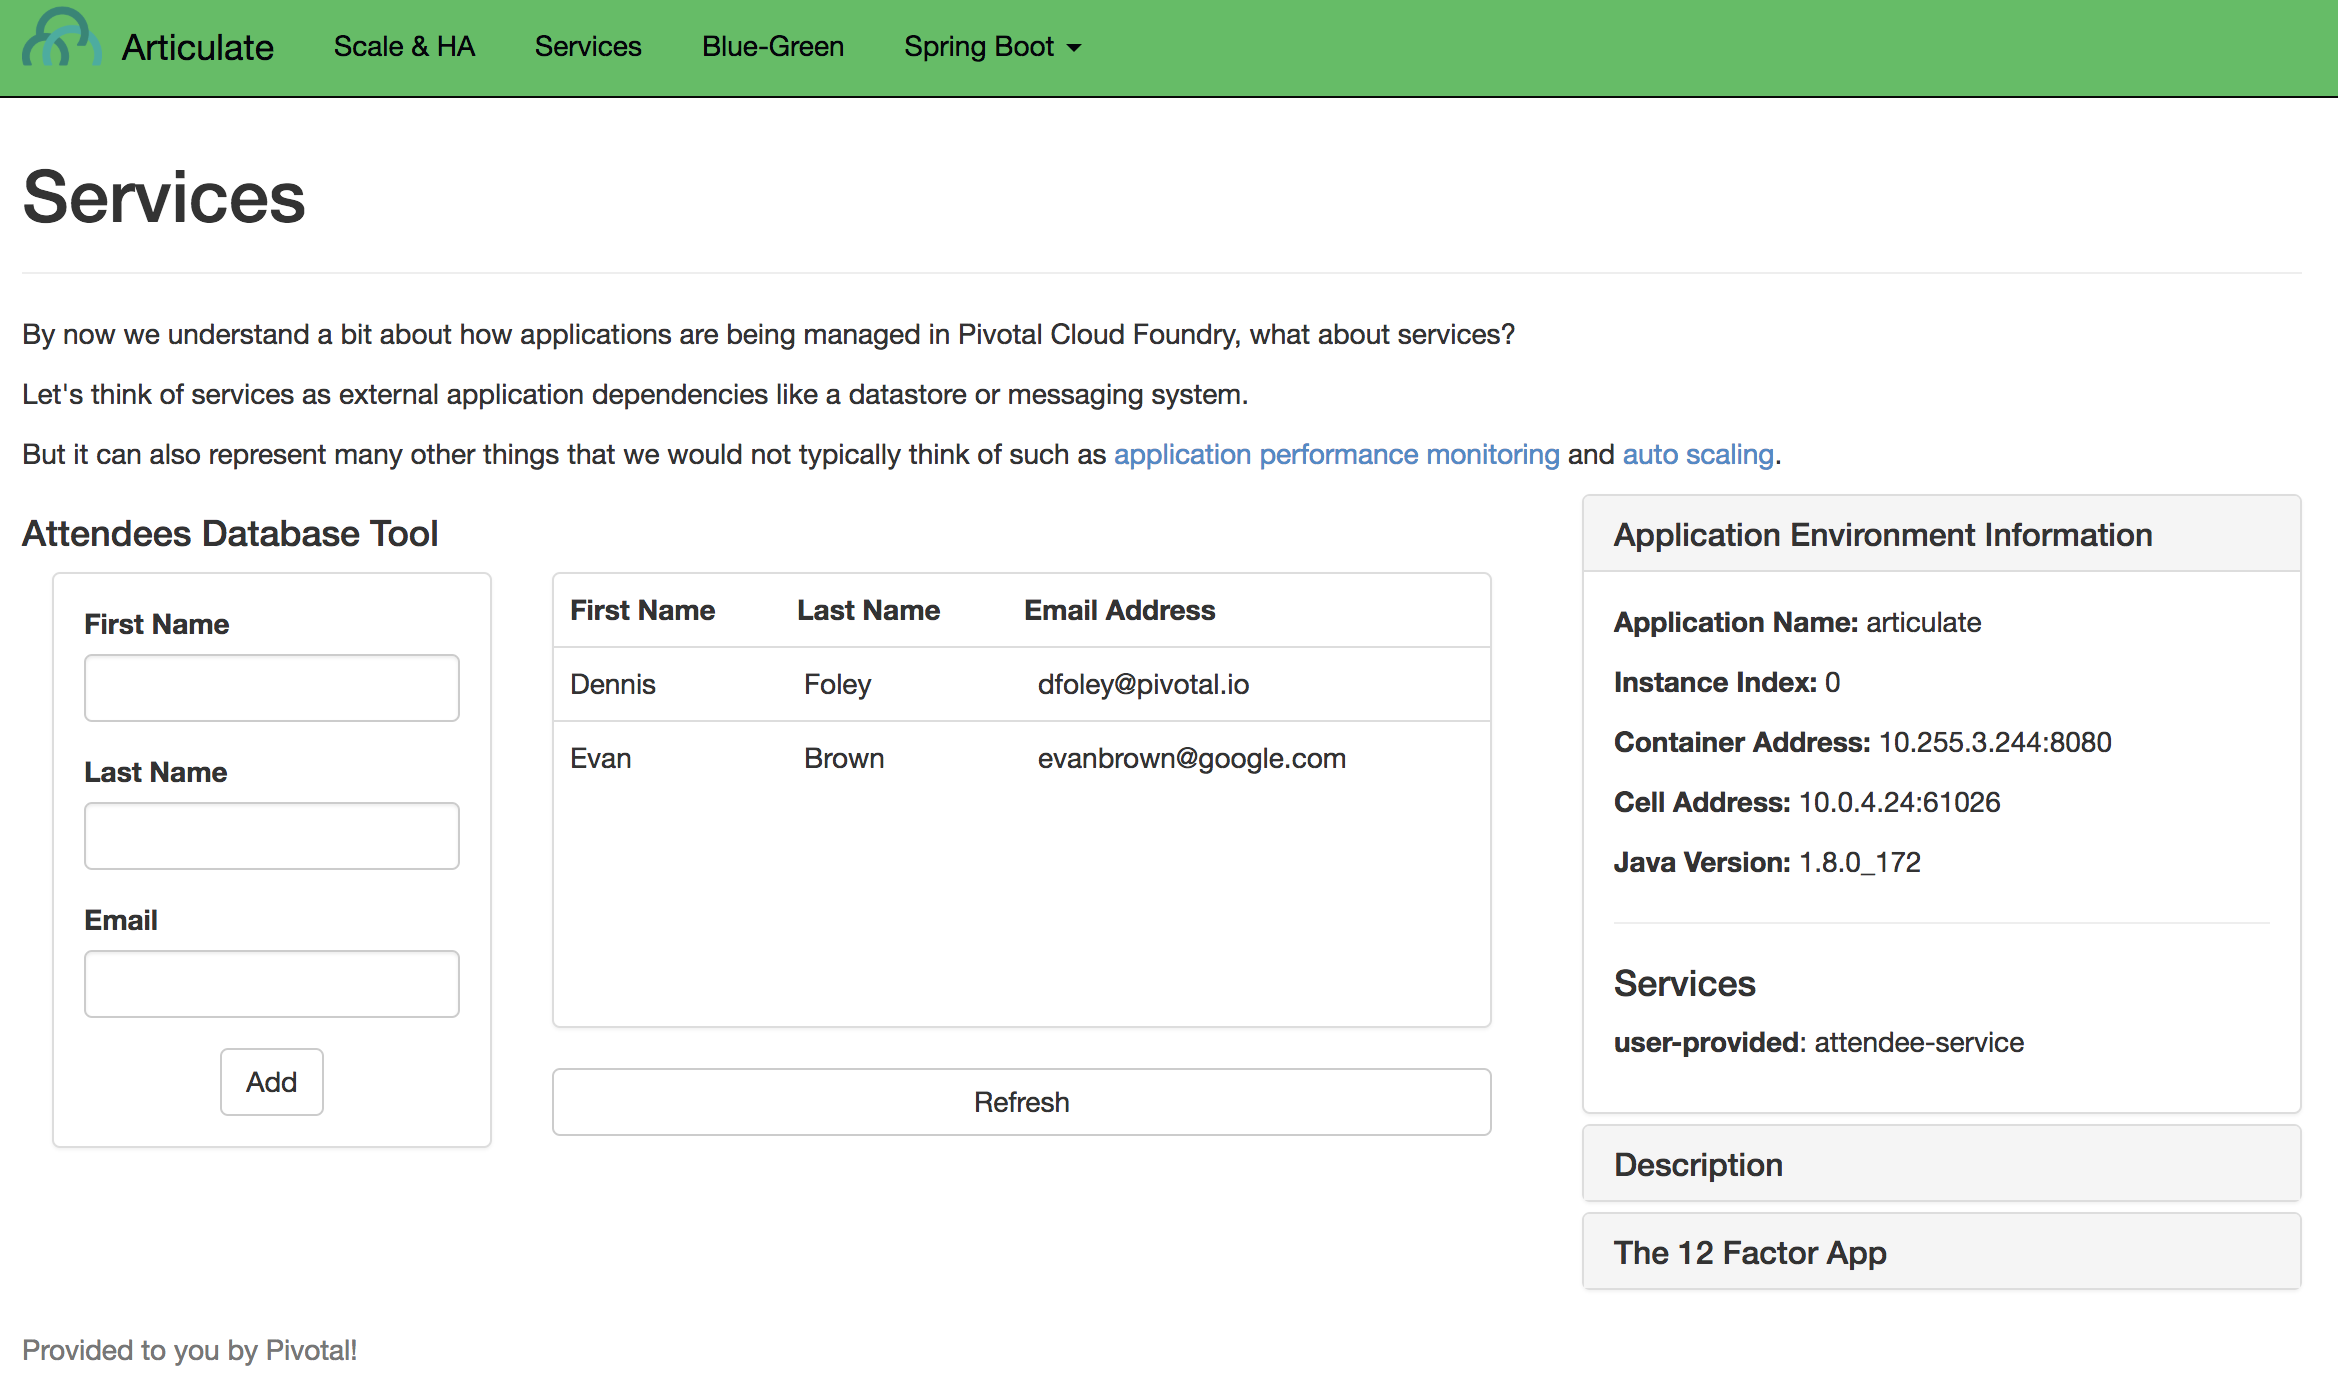 Articulate Scale & HA Services Blue-Green Spring Boot
Services
By now we understand a bit about how applications are being managed in Pivotal Cloud Foundry, what about services?
Let's think of services as external application dependencies like a datastore or messaging system.
But it can also represent many other things that we would not typically think of such as application performance monitoring and auto scaling.
Attendees Database Tool
First Name
Last Name
Email
Add
First Name Last Name Email Address
Dennis Foley dfoley@pivotal.io
Evan Brown evanbrown@google.com
Refresh
Application Environment Information
Application Name: articulate
Instance Index: 0
Container Address: 10.255.3.244:8080
Cell Address: 10.0.4.24:61026
Java Version: 1.8.0_172
Services
user-provided: attendee-service
Description
The 12 Factor App
Provided to you by Pivotal!